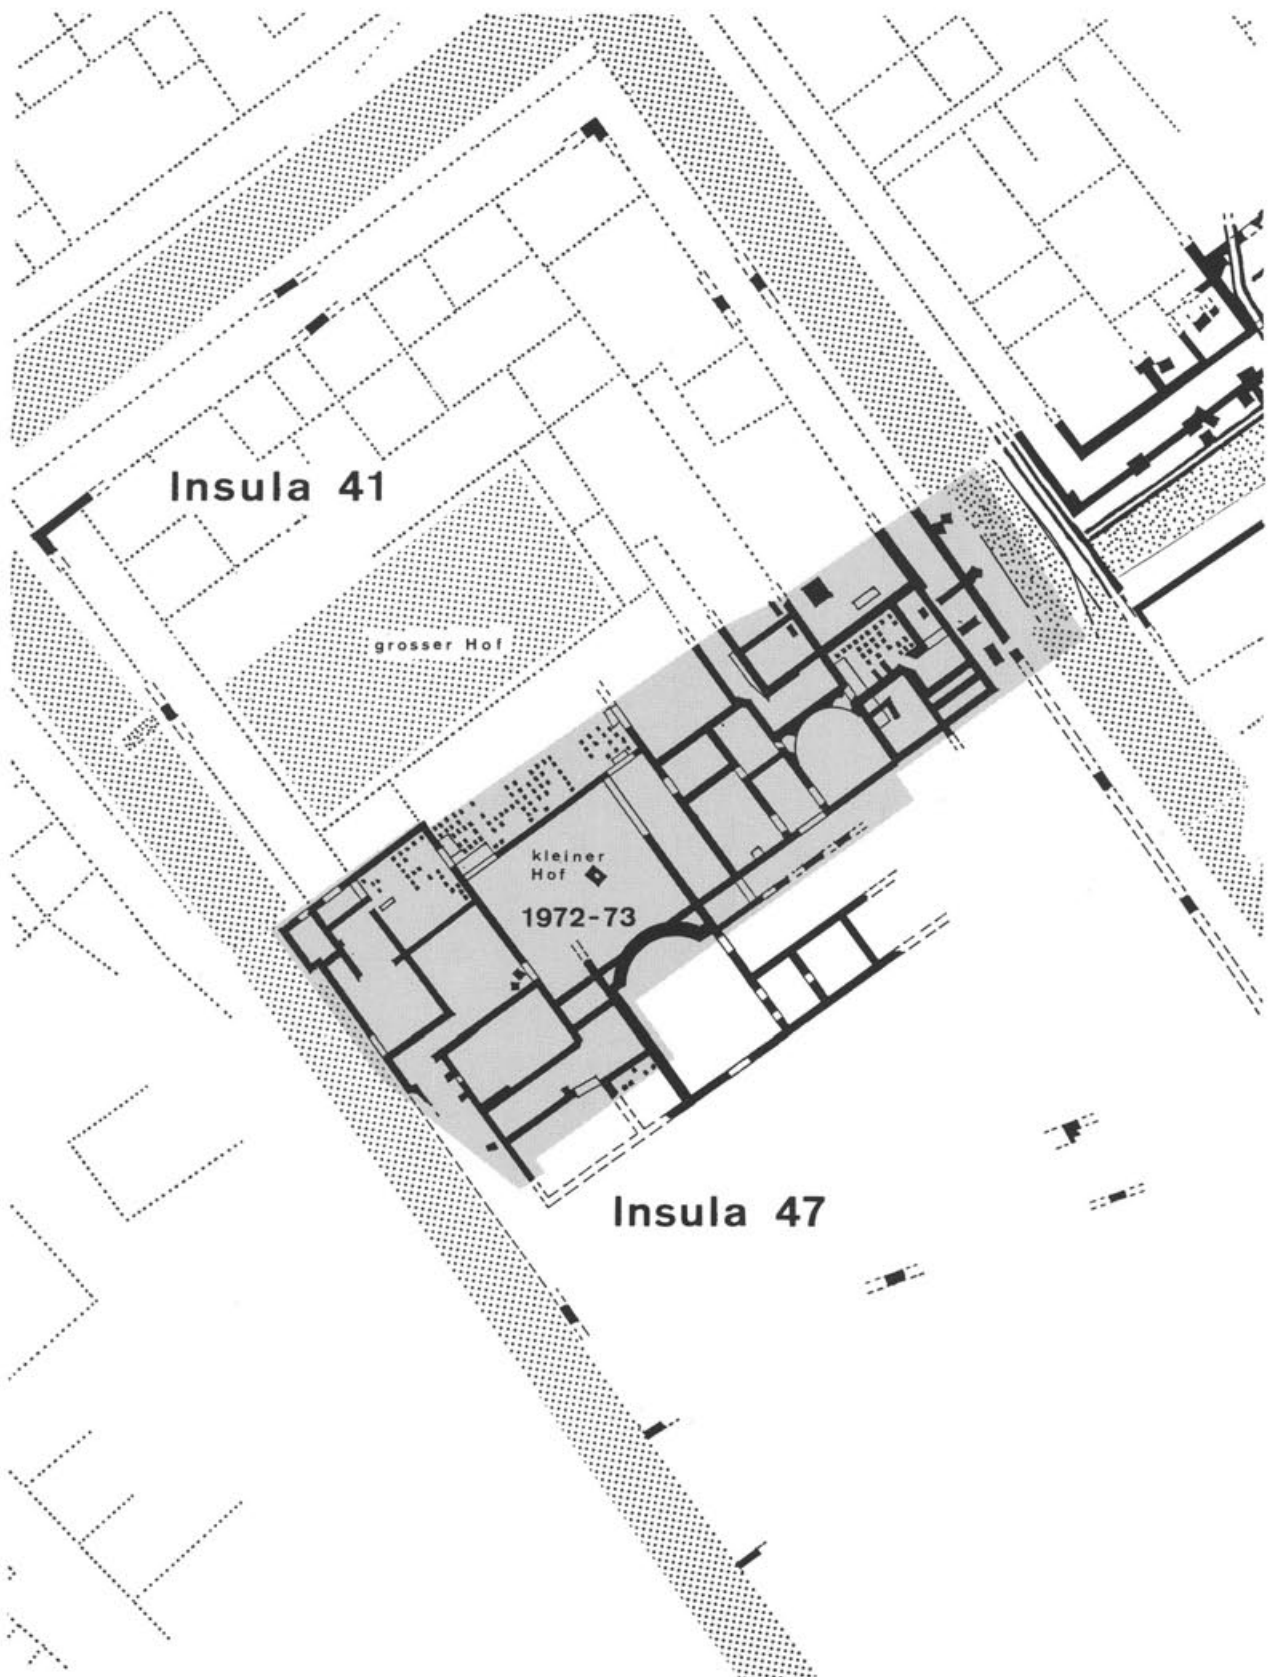 Insula 41
grosser Hof
kleiner
Hof
1972-73
Insula 47